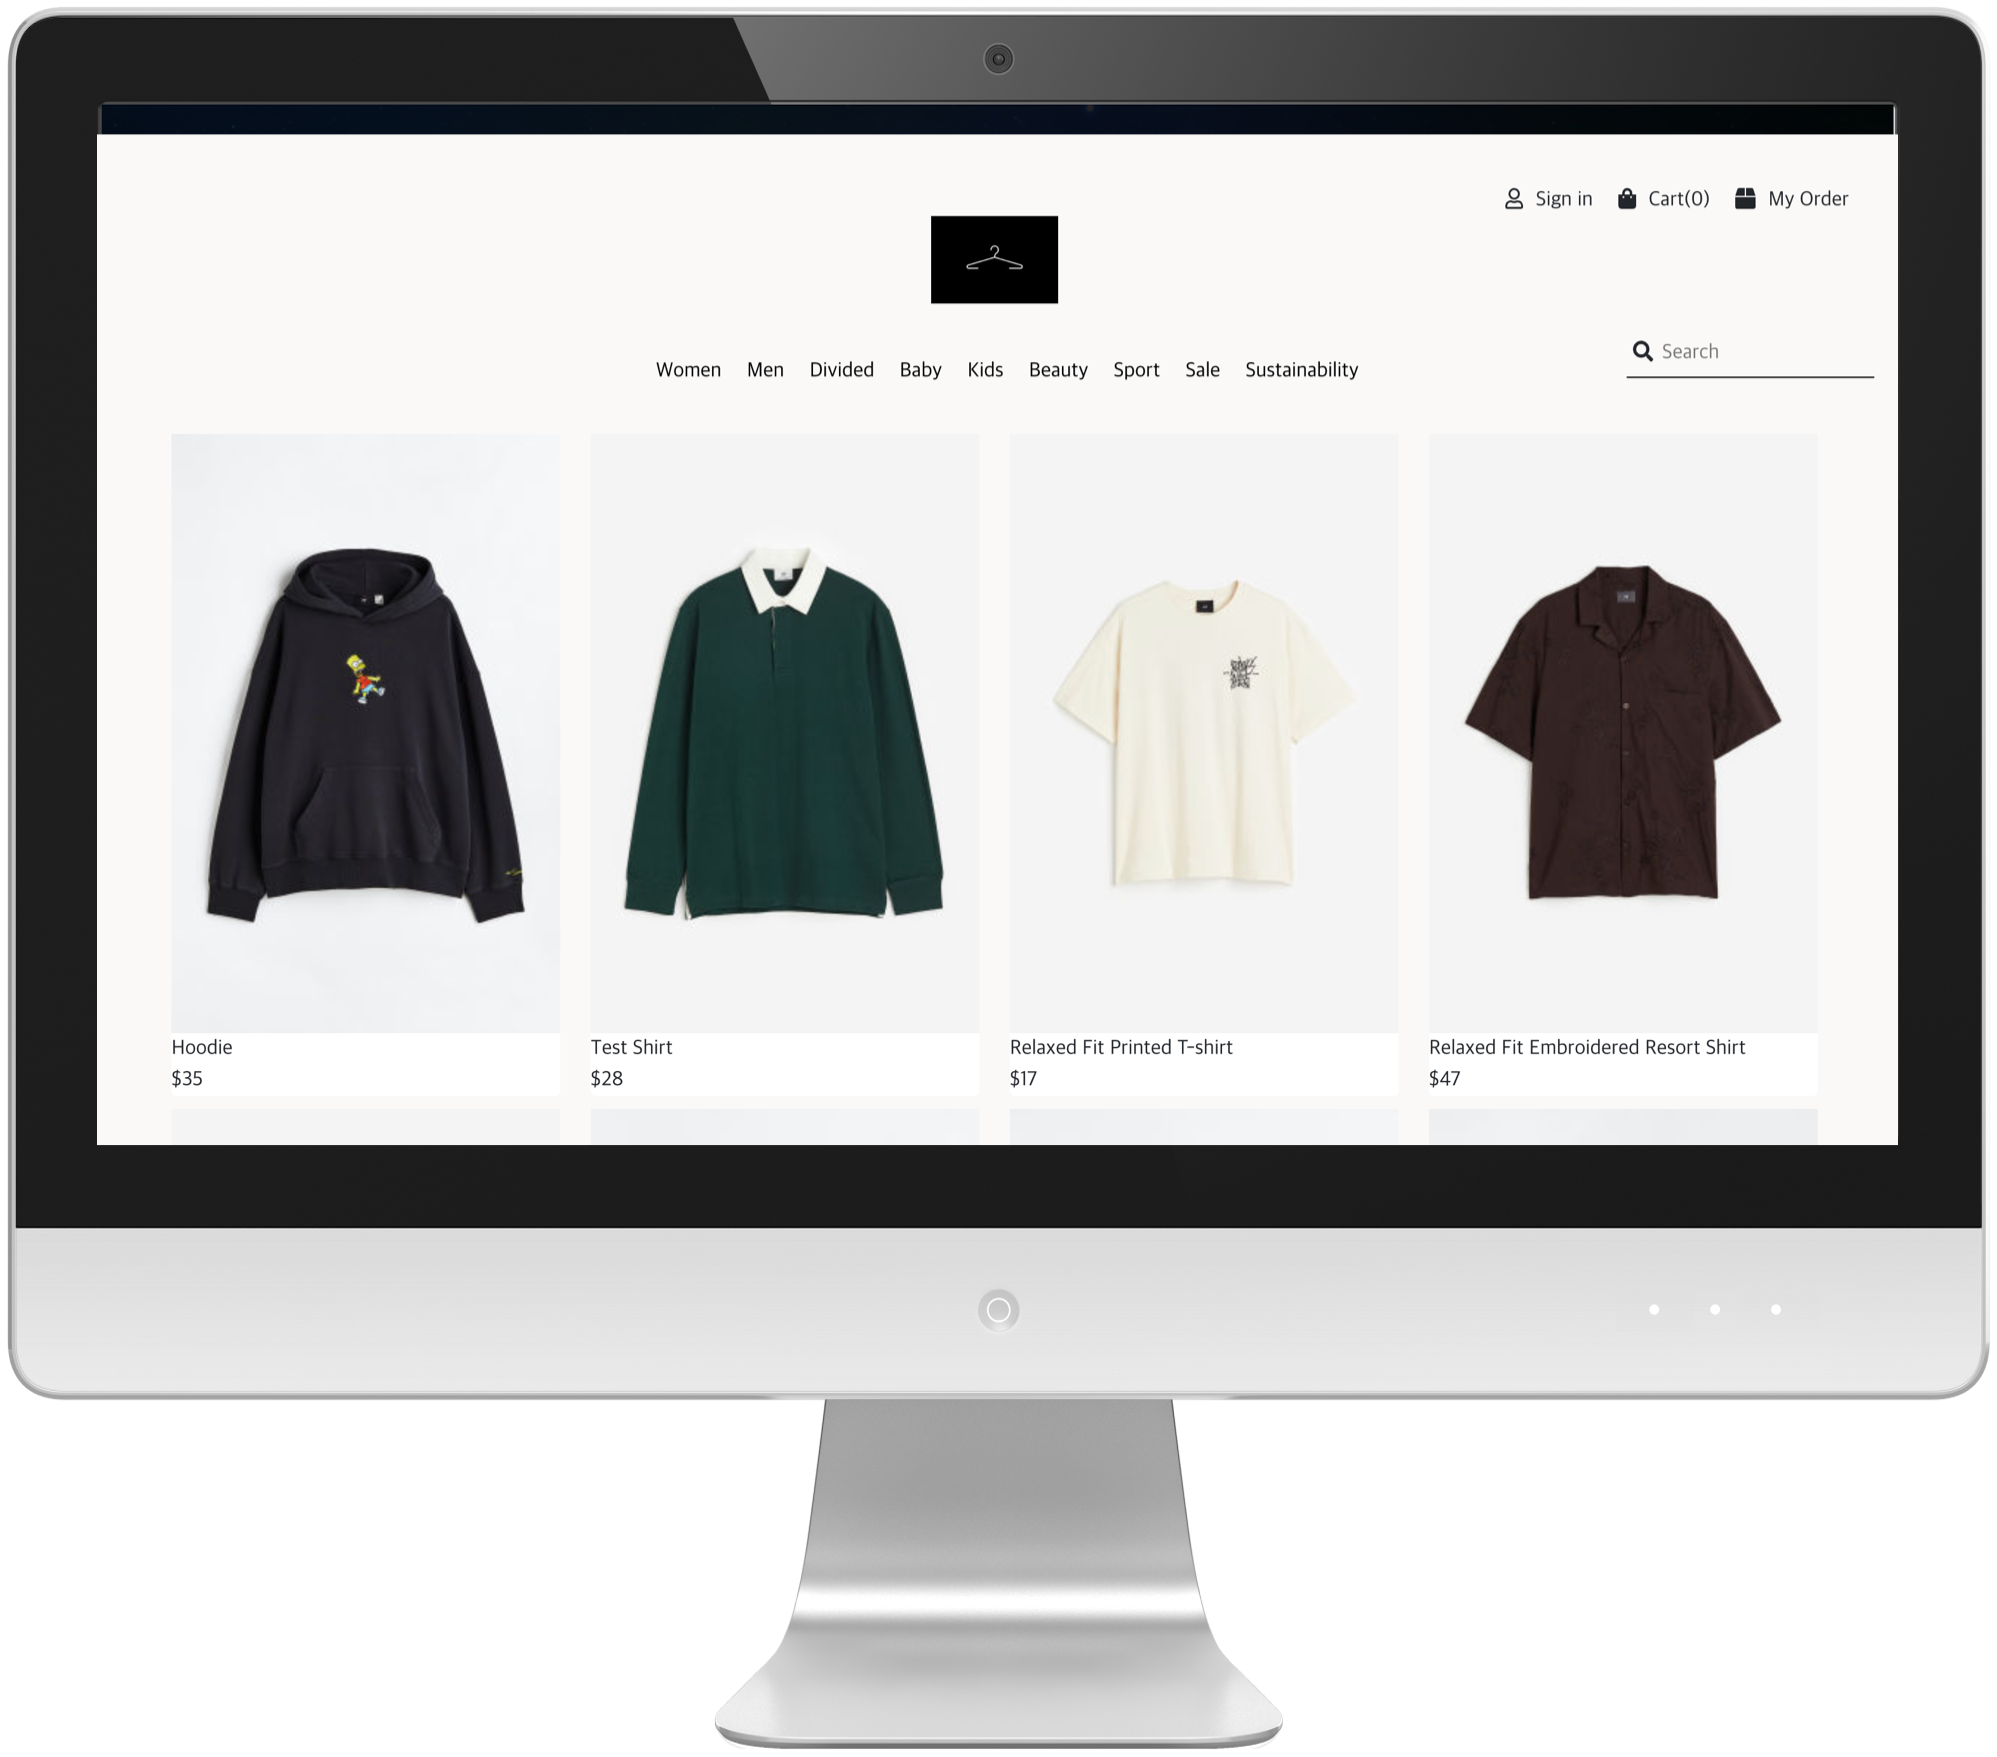 Sign in Cart(0) My Order
Search
Women Men Divided Baby Kids Beauty Sport Sale Sustainability
Hoodie
$35
Test Shirt
$28
Relaxed Fit Printed T-shirt
$17
Relaxed Fit Embroidered Resort Shirt
$47